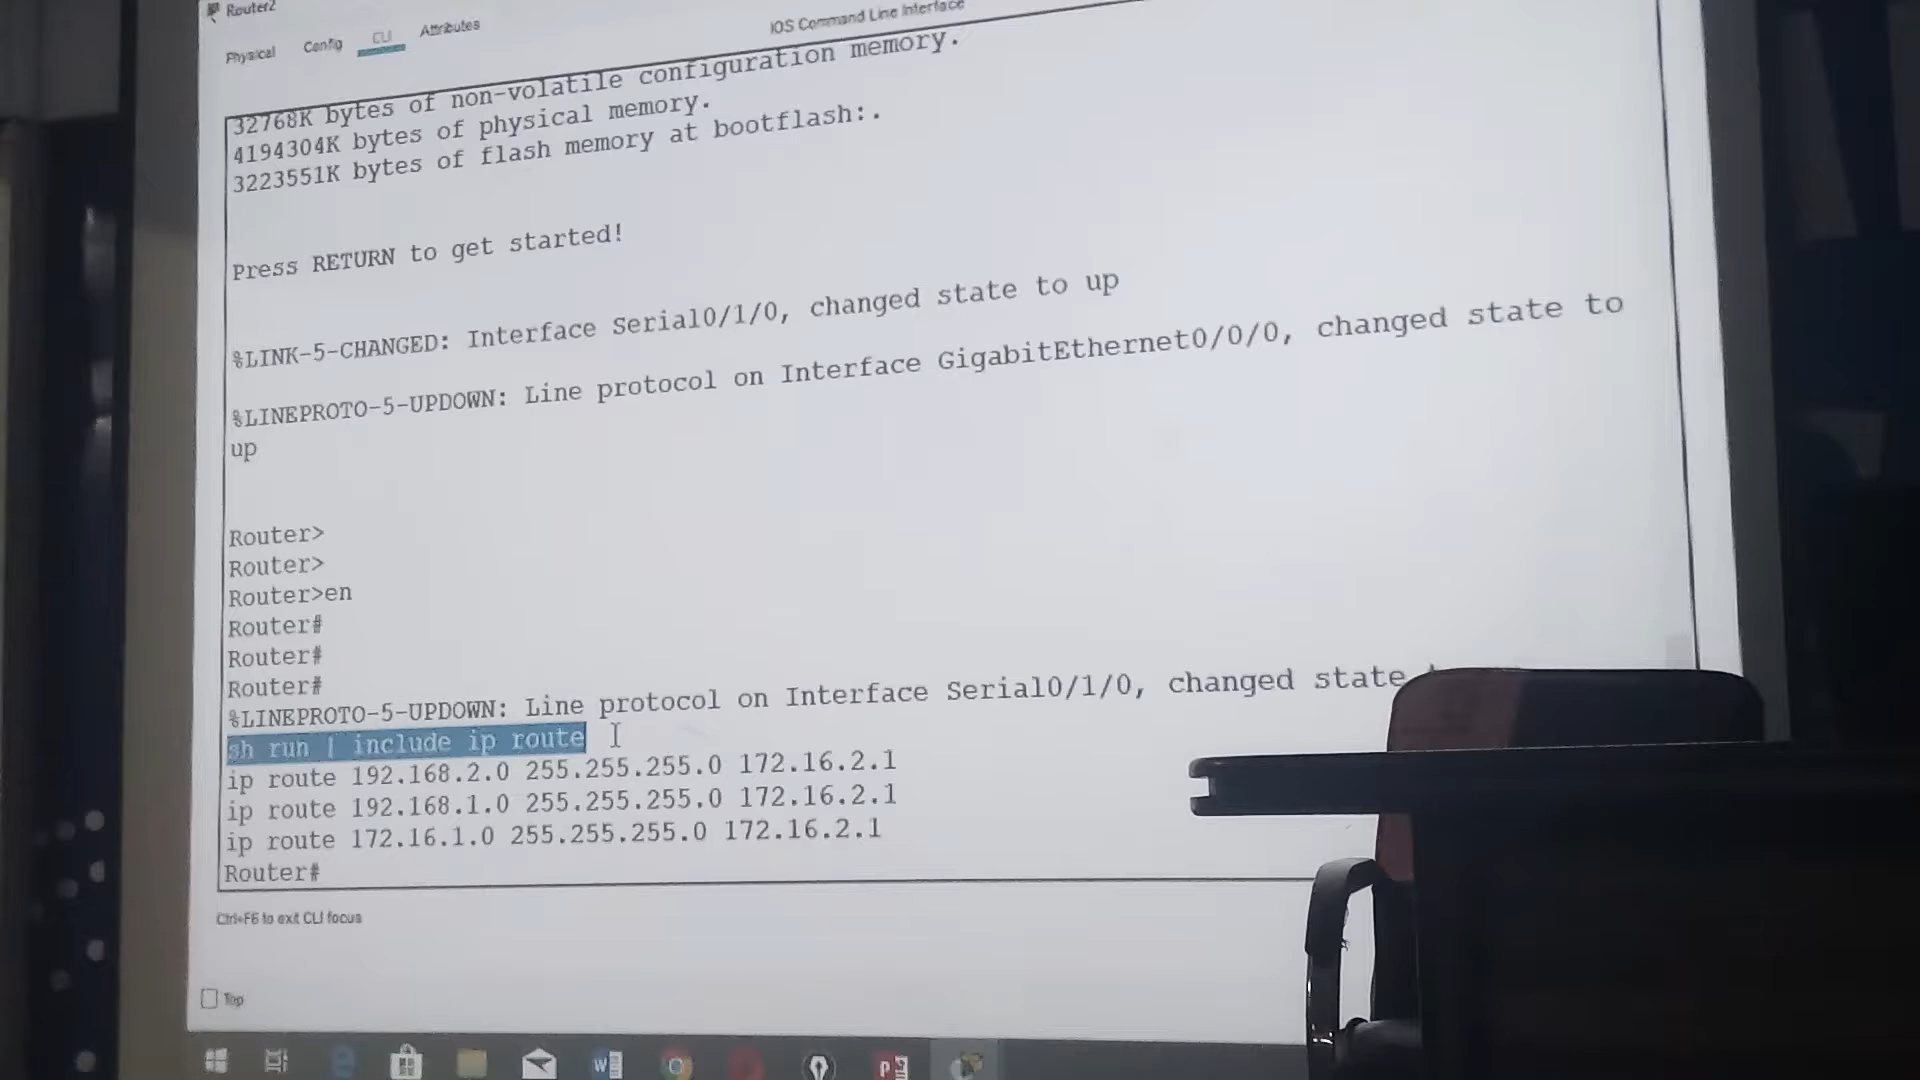 Router2
IOS Command Line Interface
Physical Config CLI Attributes
32768K bytes of non-volatile configuration memory.
4194304K bytes of physical memory.
3223551K bytes of flash memory at bootflash:.
Press RETURN to get started!
%LINK-5-CHANGED: Interface Serial0/1/0, changed state to up
%LINEPROTO-5-UPDOWN: Line protocol on Interface GigabitEthernet0/0/0, changed state to
up
Router>
Router>
Router>en
Router#
Router#
Router#
%LINEPROTO-5-UPDOWN: Line protocol on Interface Serial0/1/0, changed state
sh run | include ip route
ip route 192.168.2.0 255.255.255.0 172.16.2.1
ip route 192.168.1.0 255.255.255.0 172.16.2.1
ip route 172.16.1.0 255.255.255.0 172.16.2.1
Router#
Ctrl+F6 to exit CLI focus
Top